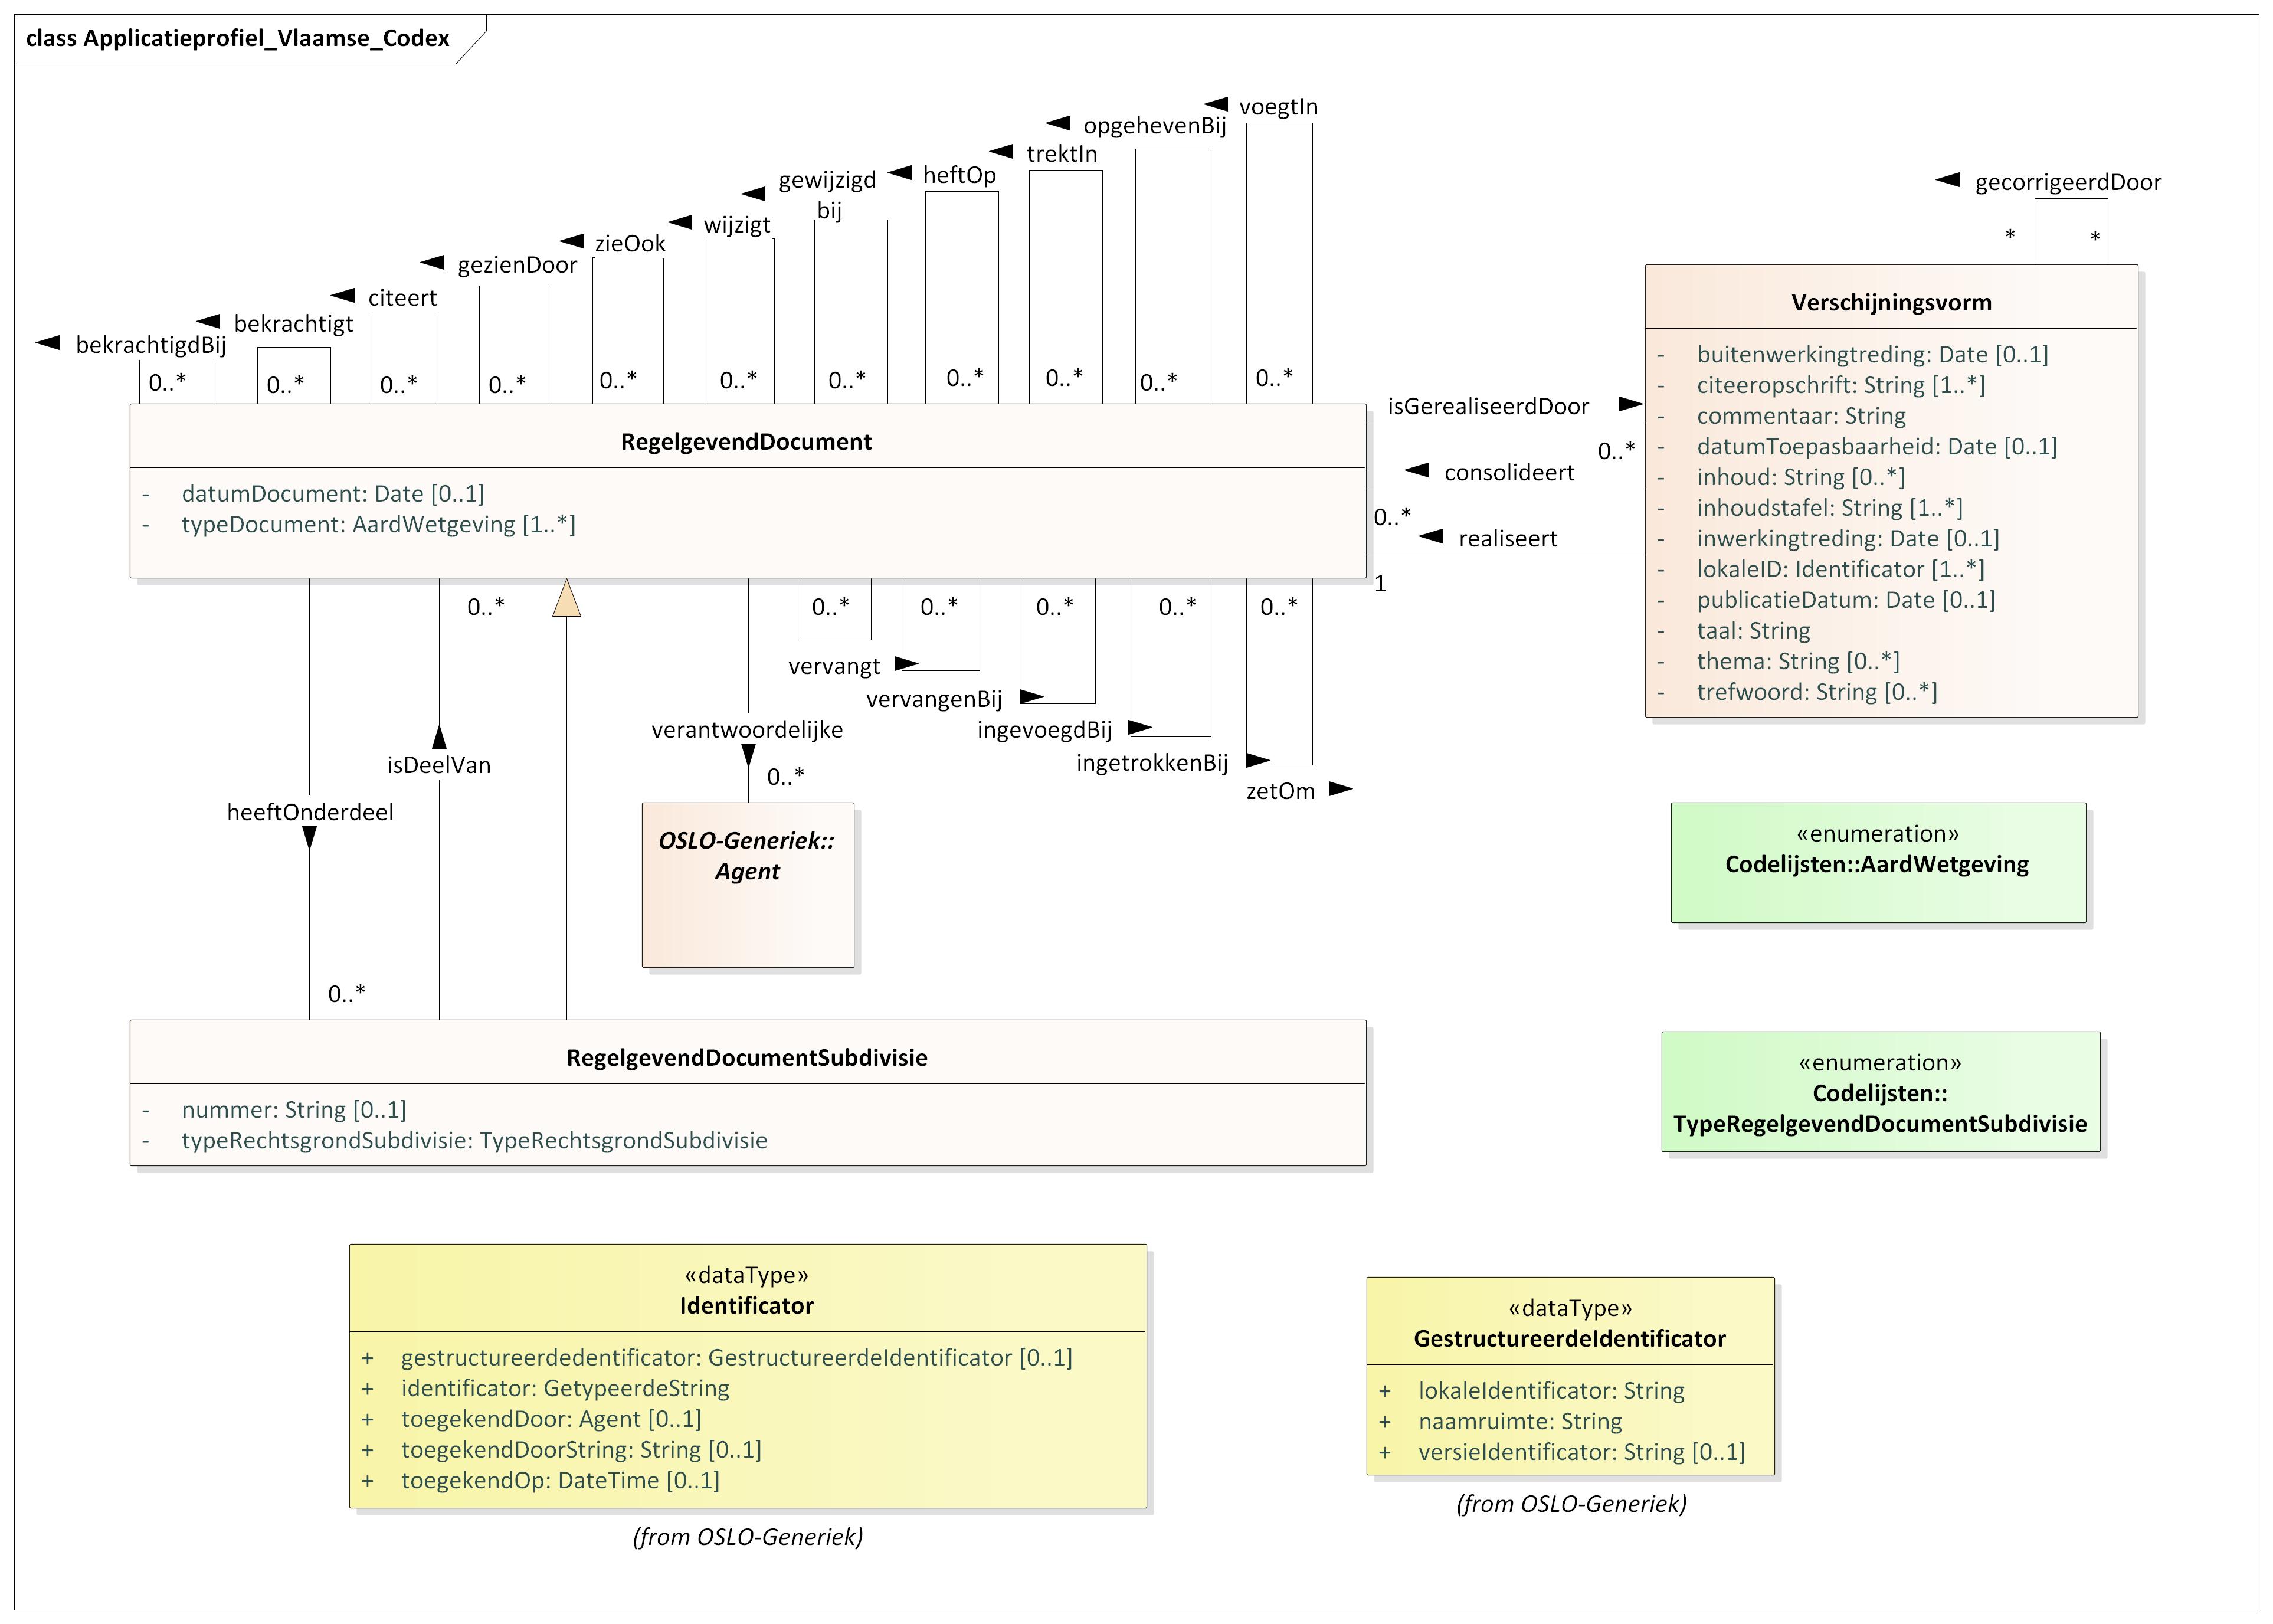 class Applicatieprofiel_Vlaamse_Codex
voegtIn
opgehevenBij
trektIn
heftOp
gewijzigd
bij
wijzigt
zieOook
gezienDoor
citeert
bekrachtigt
bekrachtigdBij
0..*
0..*
0..*
0..*
0..*
0..*
0..*
0..*
0..*
0..*
0..*
gecorrigeerdDoor
*
*
RegelgevendDocument
- datumDocument: Date [0..1]
- typeDocument: AardWetgeving [1..*]
isGerealiseerdDoor
0..*
consolideert
0..*
realiseert
1
Verschijningsvorm
- buitenwerkingtreding: Date [0..1]
- citeeropschrift: String [1..*]
- commentaar: String
- datumToepasbaarheid: Date [0..1]
- inhoud: String [0..*]
- inhoudstafel: String [1..*]
- inwerkingtreding: Date [0..1]
- lokaleID: Identificator [1..*]
- publicatieDatum: Date [0..1]
- taal: String
- thema: String [0..*]
- trefwoord: String [0..*]
0..*
0..*
0..*
0..*
0..*
0..*
vervangt
vervangenBij
ingevoegdBij
ingetrokkenBij
zetOm
verantwoordelijke
0..*
isDeelVan
heeftOnderdeel
0..*
OSLO-Generiek::
Agent
«enumeration»
Codelijsten::AardWetgeving
RegelgevendDocumentSubdivisie
- nummer: String [0..1]
- typeRechtsgrondSubdivisie: TypeRechtsgrondSubdivisie
«enumeration»
Codelijsten::
TypeRegelgevendDocumentSubdivisie
«dataType»
Identificator
+ gestructureerdedentificator: GestructureerdeIdentificator [0..1]
+ identificator: GetypeerdeString
+ toegekendDoor: Agent [0..1]
+ toegekendDoorString: String [0..1]
+ toegekendOp: DateTime [0..1]
(from OSLO-Generiek)
«dataType»
GestructureerdeIdentificator
+ lokaleIdentificator: String
+ naamruimte: String
+ versieIdentificator: String [0..1]
(from OSLO-Generiek)